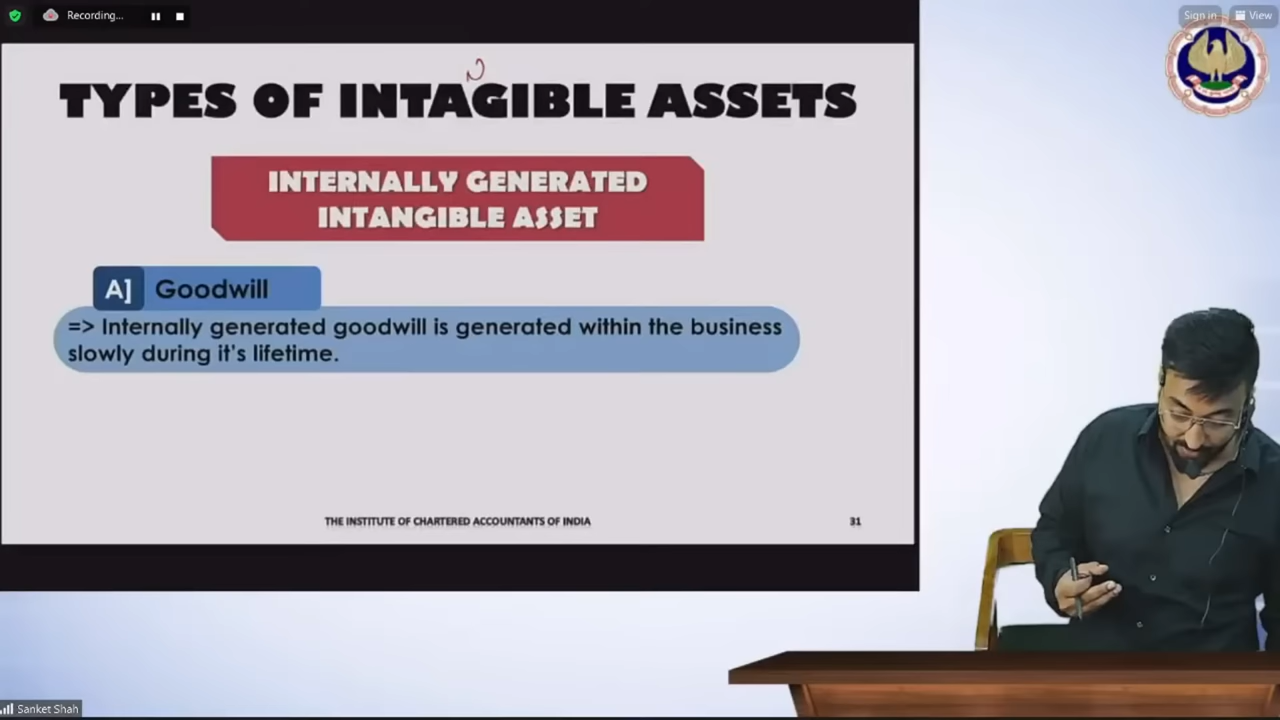 Recording...
Sign in
View
N
TYPES OF INTAGIBLE ASSETS
INTERNALLY GENERATED
INTANGIBLE ASSET
A] Goodwill
=> Internally generated goodwill is generated within the business
slowly during it's lifetime.
THE INSTITUTE OF CHARTERED ACCOUNTANTS OF INDIA
31
Sanket Shah